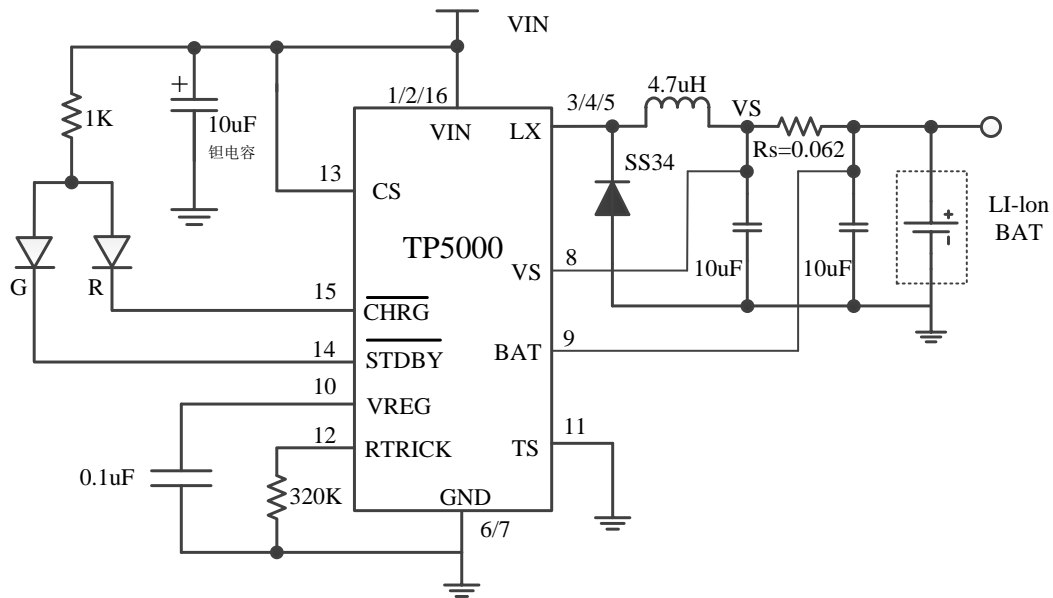 VIN
1K
+
10uF
钽电容
1/2/16
VIN
3/4/5
LX
4.7uH
VS
Rs=0.062
SS34
13
CS
TP5000
VS
8
10uF
10uF
+
LI-lon
BAT
G
R
15
CHRG
14
STDBY
BAT
9
10
VREG
12
RTRICK
TS
11
0.1uF
320K
GND
6/7